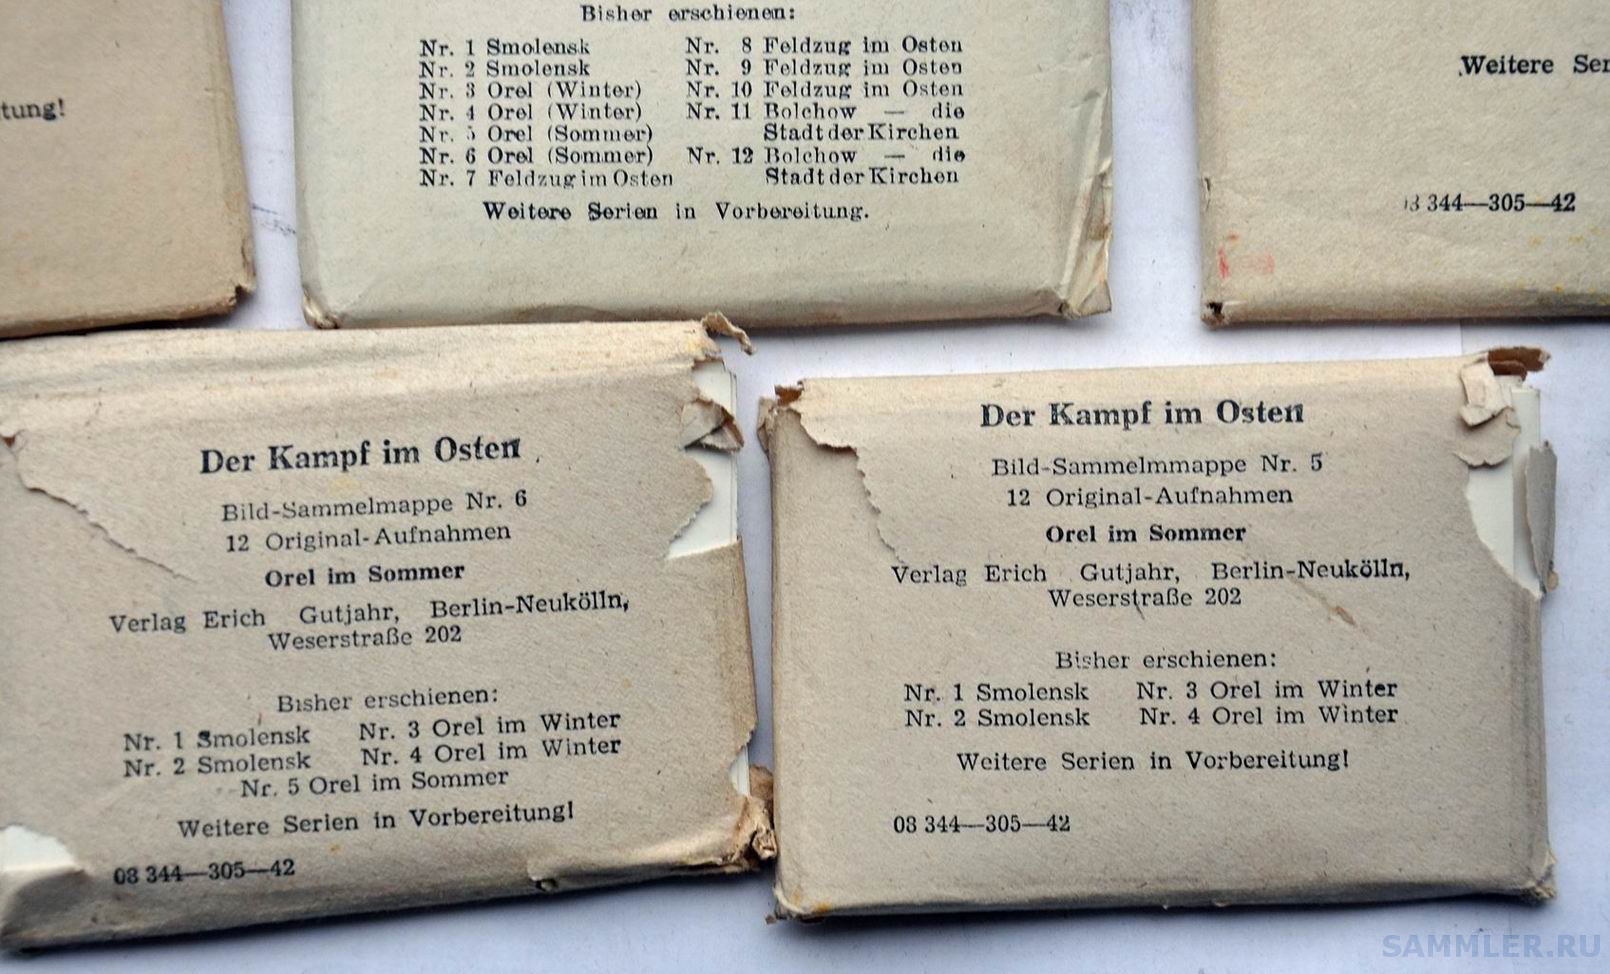 tung!
Bisher erschienen:
Nr. 1 Smolensk Nr. 8 Feldzug im Osten
Nr. 2 Smolensk Nr. 9 Feldzug im Osten
Nr. 3 Orel (Winter) Nr. 10 Feldzug im Osten
Nr. 4 Orel (Winter) Nr. 11 Bolchow — die
Nr. 5 Orel (Sommer) Stadt der Kirchen
Nr. 6 Orel (Sommer) Nr. 12 Bolchow — die
Nr. 7 Feldzug im Osten Stadt der Kirchen
Weitere Serien in Vorbereitung.
Weitere Ser
03 344—305—42
Der Kampf im Osten
Bild-Sammelmappe Nr. 6
12 Original-Aufnahmen
Orel im Sommer
Verlag Erich Gutjahr, Berlin-Neukölln,
Weserstraße 202
Bisher erschienen:
Nr. 1 Smolensk Nr. 3 Orel im Winter
Nr. 2 Smolensk Nr. 4 Orel im Winter
Nr. 5 Orel im Sommer
Weitere Serien in Vorbereitung!
03 344—305—42
Der Kampf im Osten
Bild-Sammelmmappe Nr. 5
12 Original-Aufnahmen
Orel im Sommer
Verlag Erich Gutjahr, Berlin-Neukölln,
Weserstraße 202
Bisher erschienen:
Nr. 1 Smolensk Nr. 3 Orel im Winter
Nr. 2 Smolensk Nr. 4 Orel im Winter
Weitere Serien in Vorbereitung!
03 344—305—42
SAMMLER.RU